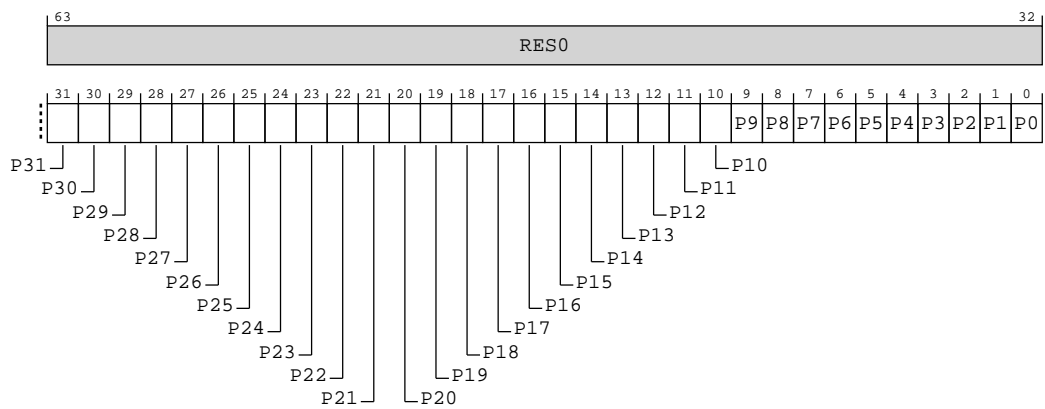 63 32
RES0
31 30 29 28 27 26 25 24 23 22 21 20 19 18 17 16 15 14 13 12 11 10 9 8 7 6 5 4 3 2 1 0
P9 P8 P7 P6 P5 P4 P3 P2 P1 P0
P31 P10
P30 P11
P29 P12
P28 P13
P27 P14
P26 P15
P25 P16
P24 P17
P23 P18
P22 P19
P21 P20